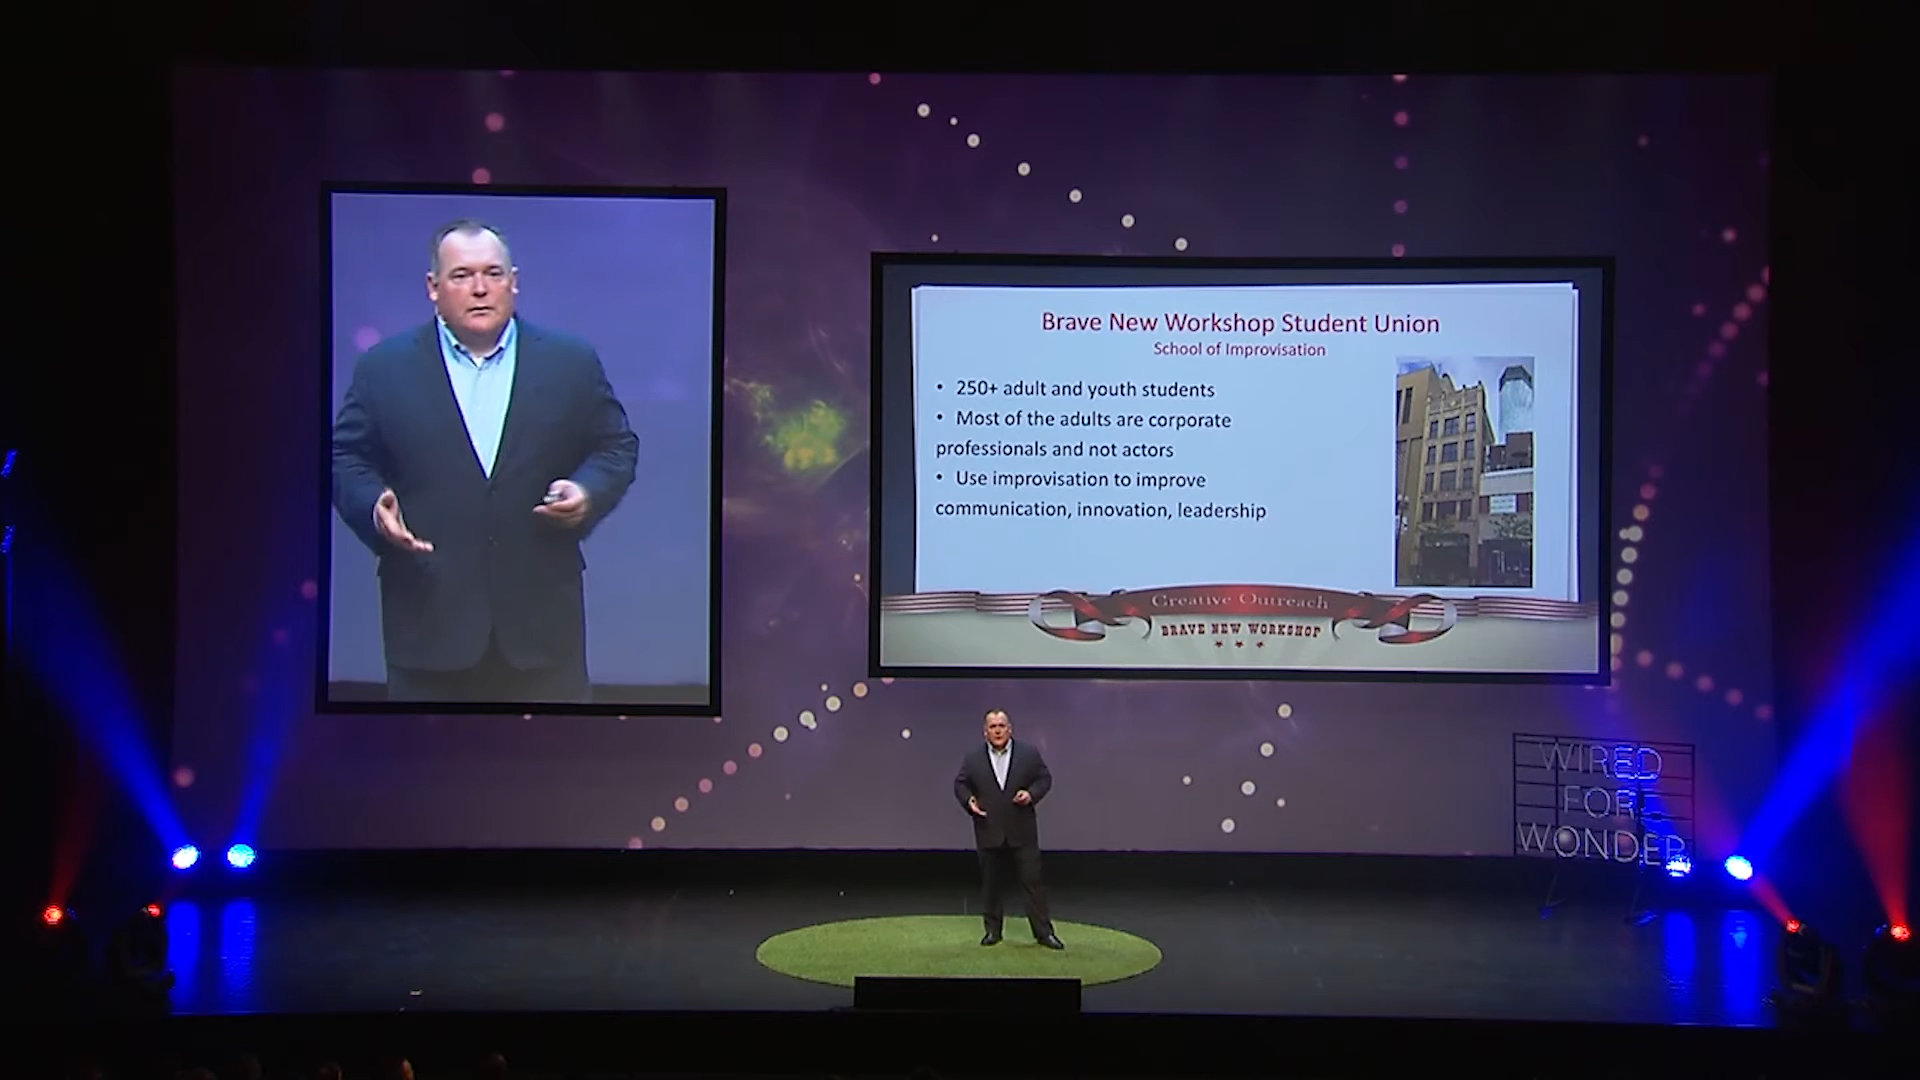 Brave New Workshop Student Union
School of Improvisation
• 250+ adult and youth students
• Most of the adults are corporate
professionals and not actors
• Use improvisation to improve
communication, innovation, leadership
Creative Outreach
BRAVE NEW WORKSHOP
WIRED
FOR
WONDER